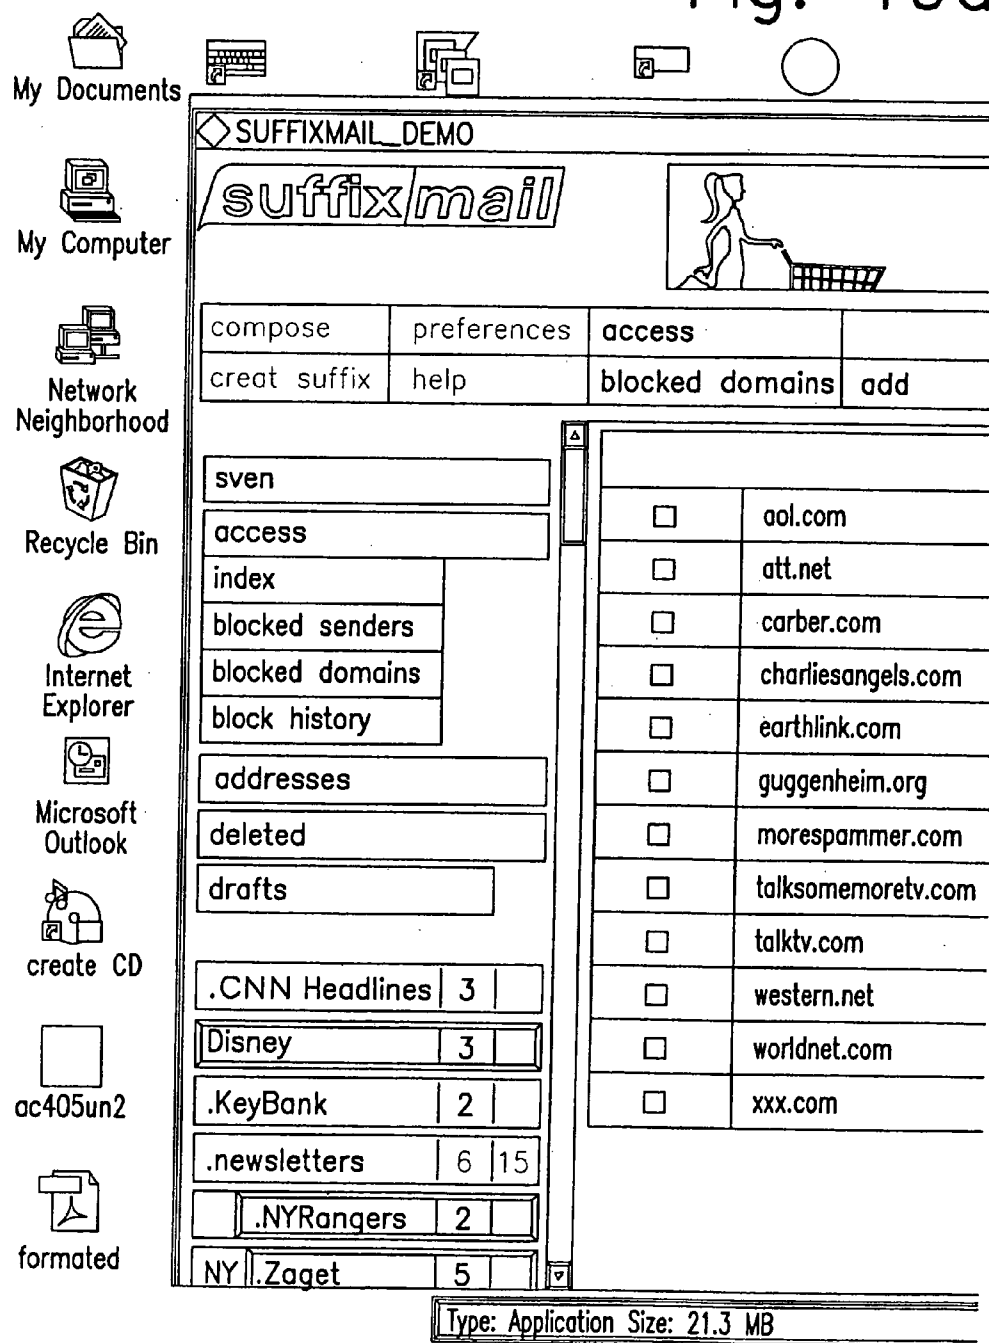 Fig.
My Documents
SUFFIXMAIL_DEMO
suffix mail
My Computer
compose preferences access
creat suffix help blocked domains add
Network
Neighborhood
sven
access
index
blocked senders
blocked domains
block history
addresses
deleted
drafts
Recycle Bin
Internet
Explorer
Microsoft
Outlook
create CD
ac405un2
formated
.CNN Headlines 3
Disney 3
.KeyBank 2
.newsletters 6 15
.NYRangers 2
NY .Zaget 5
aol.com
att.net
carber.com
charliesangels.com
earthlink.com
guggenheim.org
morespammer.com
talksomemoretv.com
talktv.com
western.net
worldnet.com
xxx.com
Type: Application Size: 21.3 MB